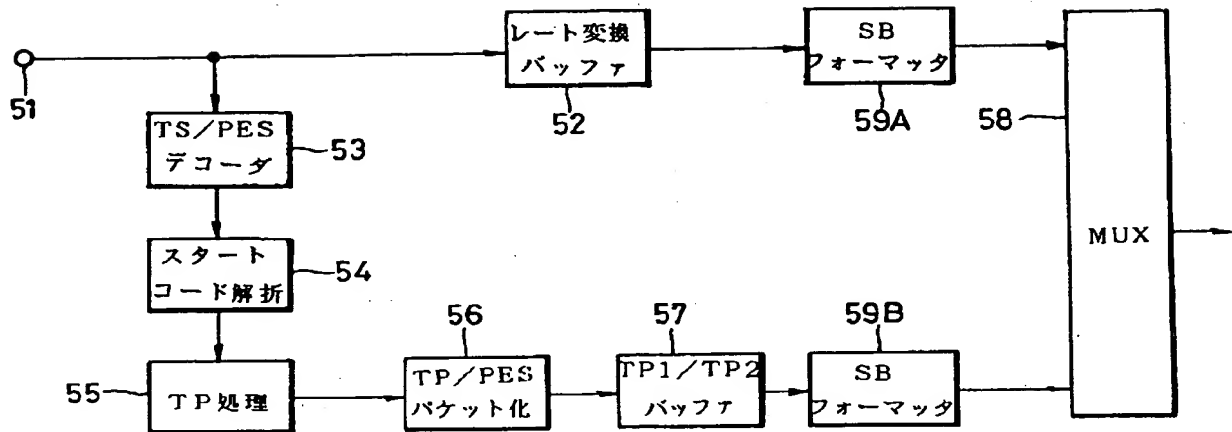 レート変換
バッファ
52
SB
フォーマッタ
59A
51
TS/PES
デコーダ
53
58
MUX
スタート
コード解折
54
55
TP処理
56
TP/PES
パケット化
57
TP1/TP2
バッファ
59B
SB
フォーマッタ